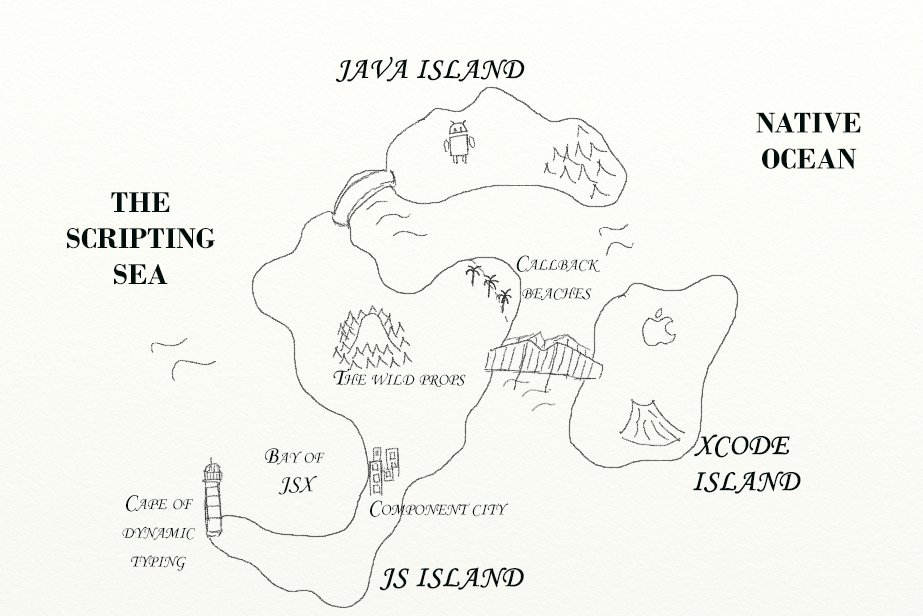 JAVA ISLAND
NATIVE
OCEAN
THE
SCRIPTING
SEA
CALLBACK
BEACHES
THE WILD PROPS
XCODE
ISLAND
BAY OF
JSX
CAPE OF
DYNAMIC
TYPING
COMPONENT CITY
JS ISLAND